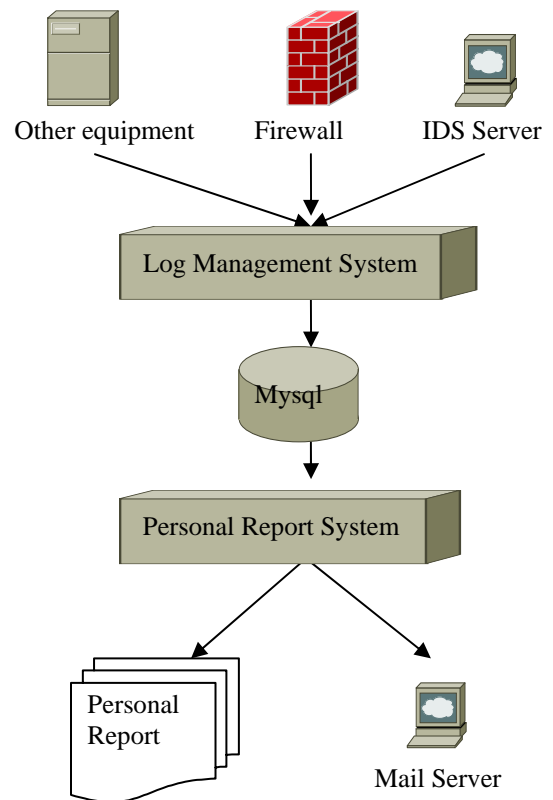 Other equipment
Firewall
IDS Server
Log Management System
Mysql
Personal Report System
Personal
Report
Mail Server